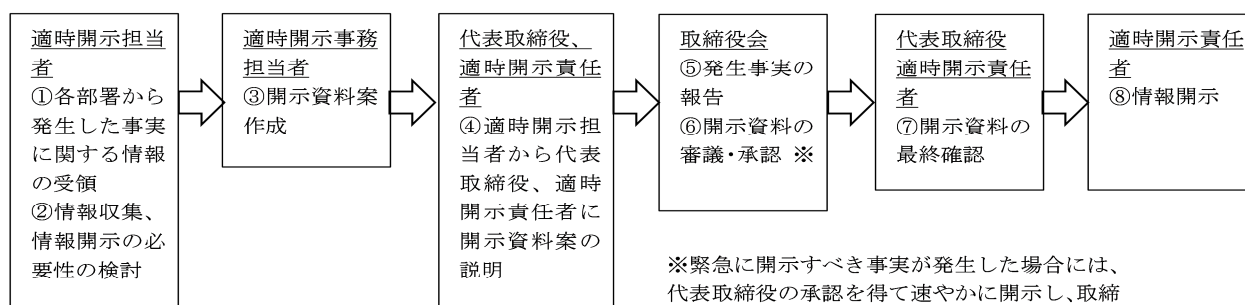 適時開示担当
者
①各部署から
発生した事実
に関する情報
の受領
②情報収集、
情報開示の必
要性の検討
適時開示事務
担当者
③開示資料案
作成
代表取締役、
適時開示責任
者
④適時開示担
当者から代表
取締役、適時
開示責任者に
開示資料案の
説明
取締役会
⑤発生事実の
報告
⑥開示資料の
審議・承認 ※
代表取締役
適時開示責任
者
⑦開示資料の
最終確認
適時開示責任
者
⑧情報開示
※緊急に開示すべき事実が発生した場合には、
代表取締役の承認を得て速やかに開示し、取締